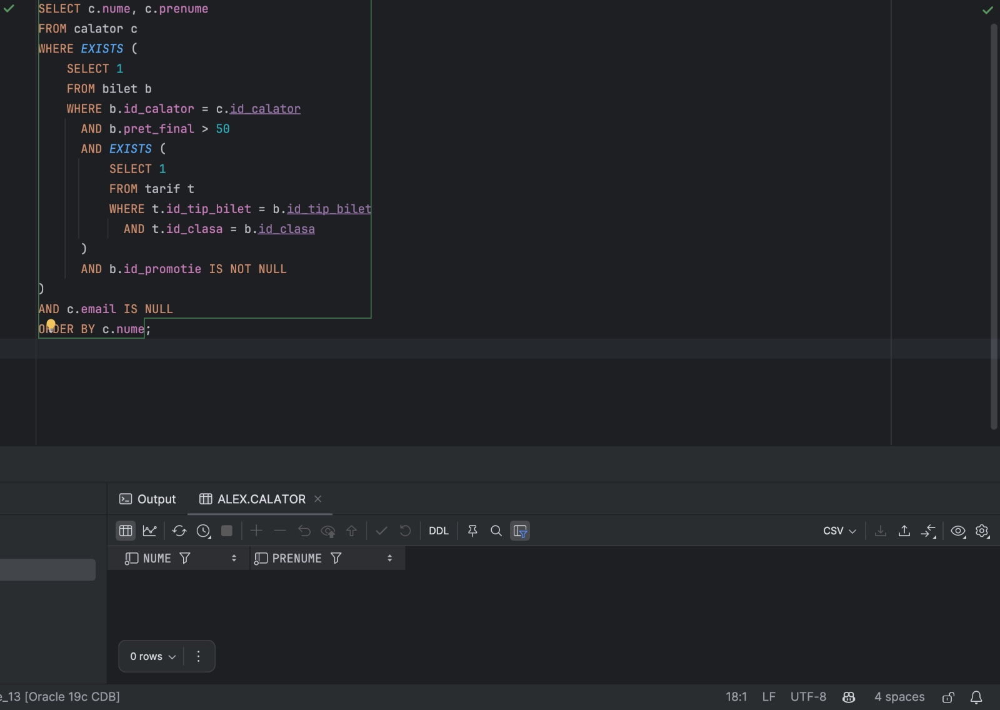 SELECT c.nume, c.prenume
FROM calator c
WHERE EXISTS (
    SELECT 1
    FROM bilet b
    WHERE b.id_calator = c.id_calator
      AND b.pret_final > 50
      AND EXISTS (
          SELECT 1
          FROM tarif t
          WHERE t.id_tip_bilet = b.id_tip_bilet
            AND t.id_clasa = b.id_clasa
      )
      AND b.id_promotie IS NOT NULL
)
AND c.email IS NULL
ORDER BY c.nume;
Output ALEX.CALATOR
DDL CSV
NUME PRENUME
0 rows
e_13 [Oracle 19c CDB] 18:1 LF UTF-8 4 spaces